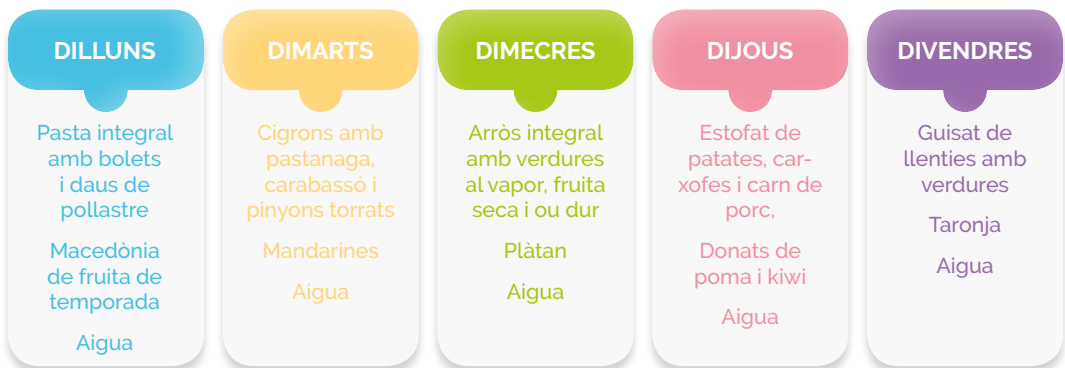 DILLUNS
Pasta integral
amb bolets
i daus de
pollastre
Macedònia
de fruita de
temporada
Aigua
DIMARTS
Cigrons amb
pastanaga,
carabassó i
pinyons torrats
Mandarines
Aigua
DIMECRES
Arròs integral
amb verdures
al vapor, fruita
seca i ou dur
Plàtan
Aigua
DIJOUS
Estofat de
patates, car-
xofes i carn de
porc,
Donats de
poma i kiwi
Aigua
DIVENDRES
Guisat de
llenties amb
verdures
Taronja
Aigua